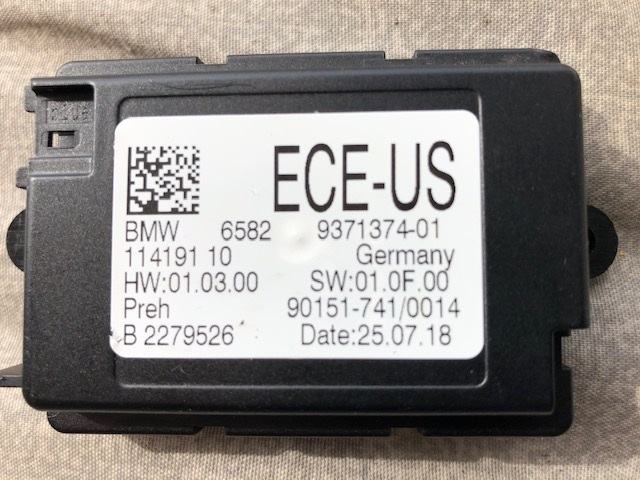 ECE-US
BMW 6582 9371374-01
114191 10 Germany
HW:01.03.00 SW:01.0F.00
Preh 90151-741/0014
B 2279526 Date:25.07.18